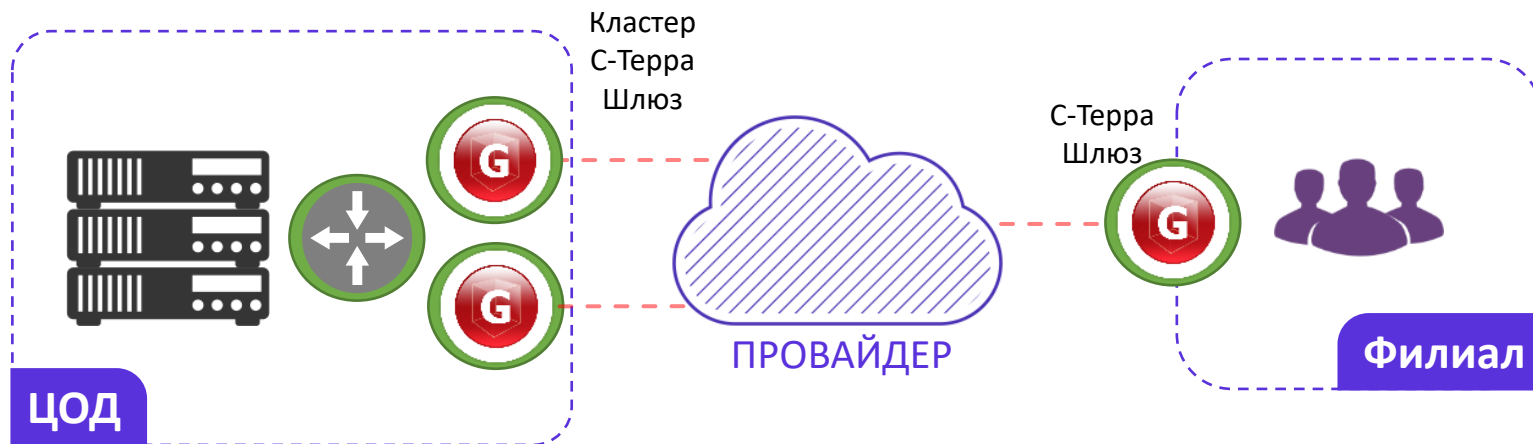 Кластер
С-Терра
Шлюз
С-Терра
Шлюз
G
G
G
ПРОВАЙДЕР
Филиал
ЦОД